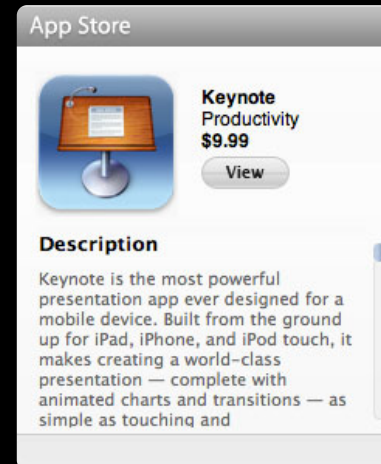 App Store
Keynote
Productivity
$9.99
View
Description
Keynote is the most powerful
presentation app ever designed for a
mobile device. Built from the ground
up for iPad, iPhone, and iPod touch, it
makes creating a world-class
presentation — complete with
animated charts and transitions — as
simple as touching and